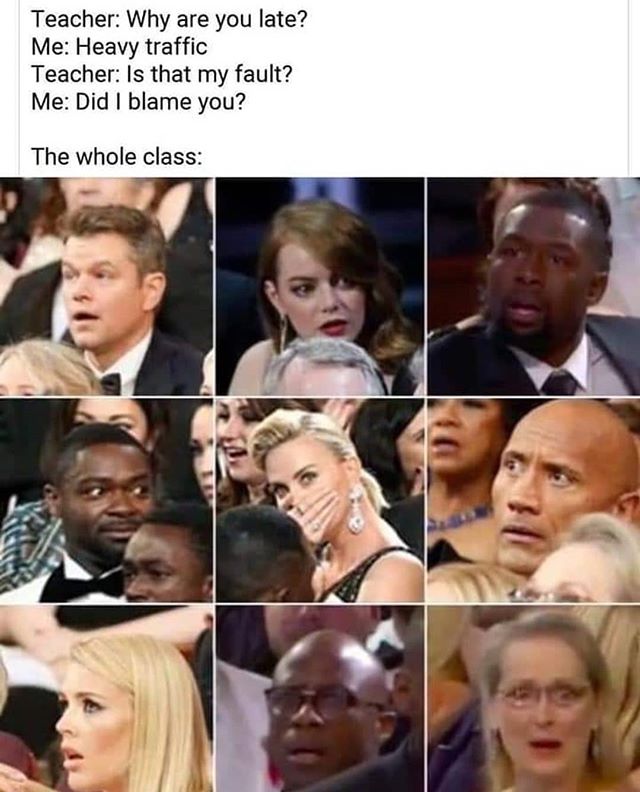 Teacher: Why are you late?
Me: Heavy traffic
Teacher: Is that my fault?
Me: Did I blame you?
The whole class: